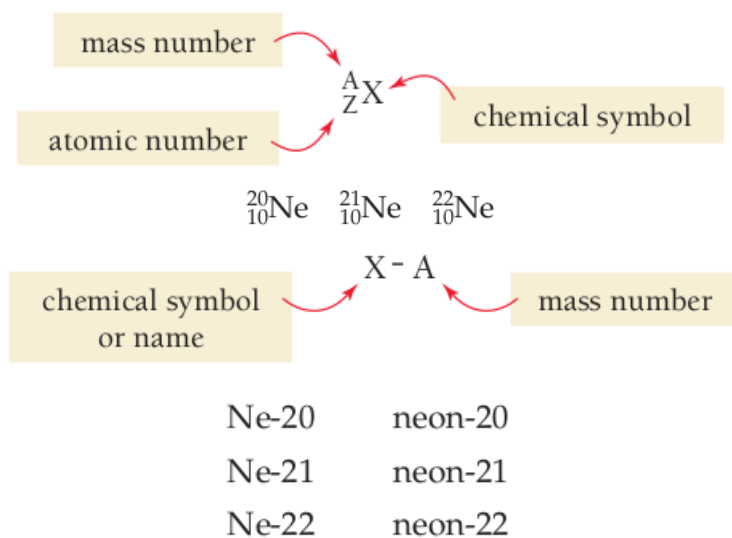 mass number
A
Z X
chemical symbol
atomic number
20
10 Ne 21
10 Ne 22
10 Ne
X - A
chemical symbol
or name
mass number
Ne-20 neon-20
Ne-21 neon-21
Ne-22 neon-22